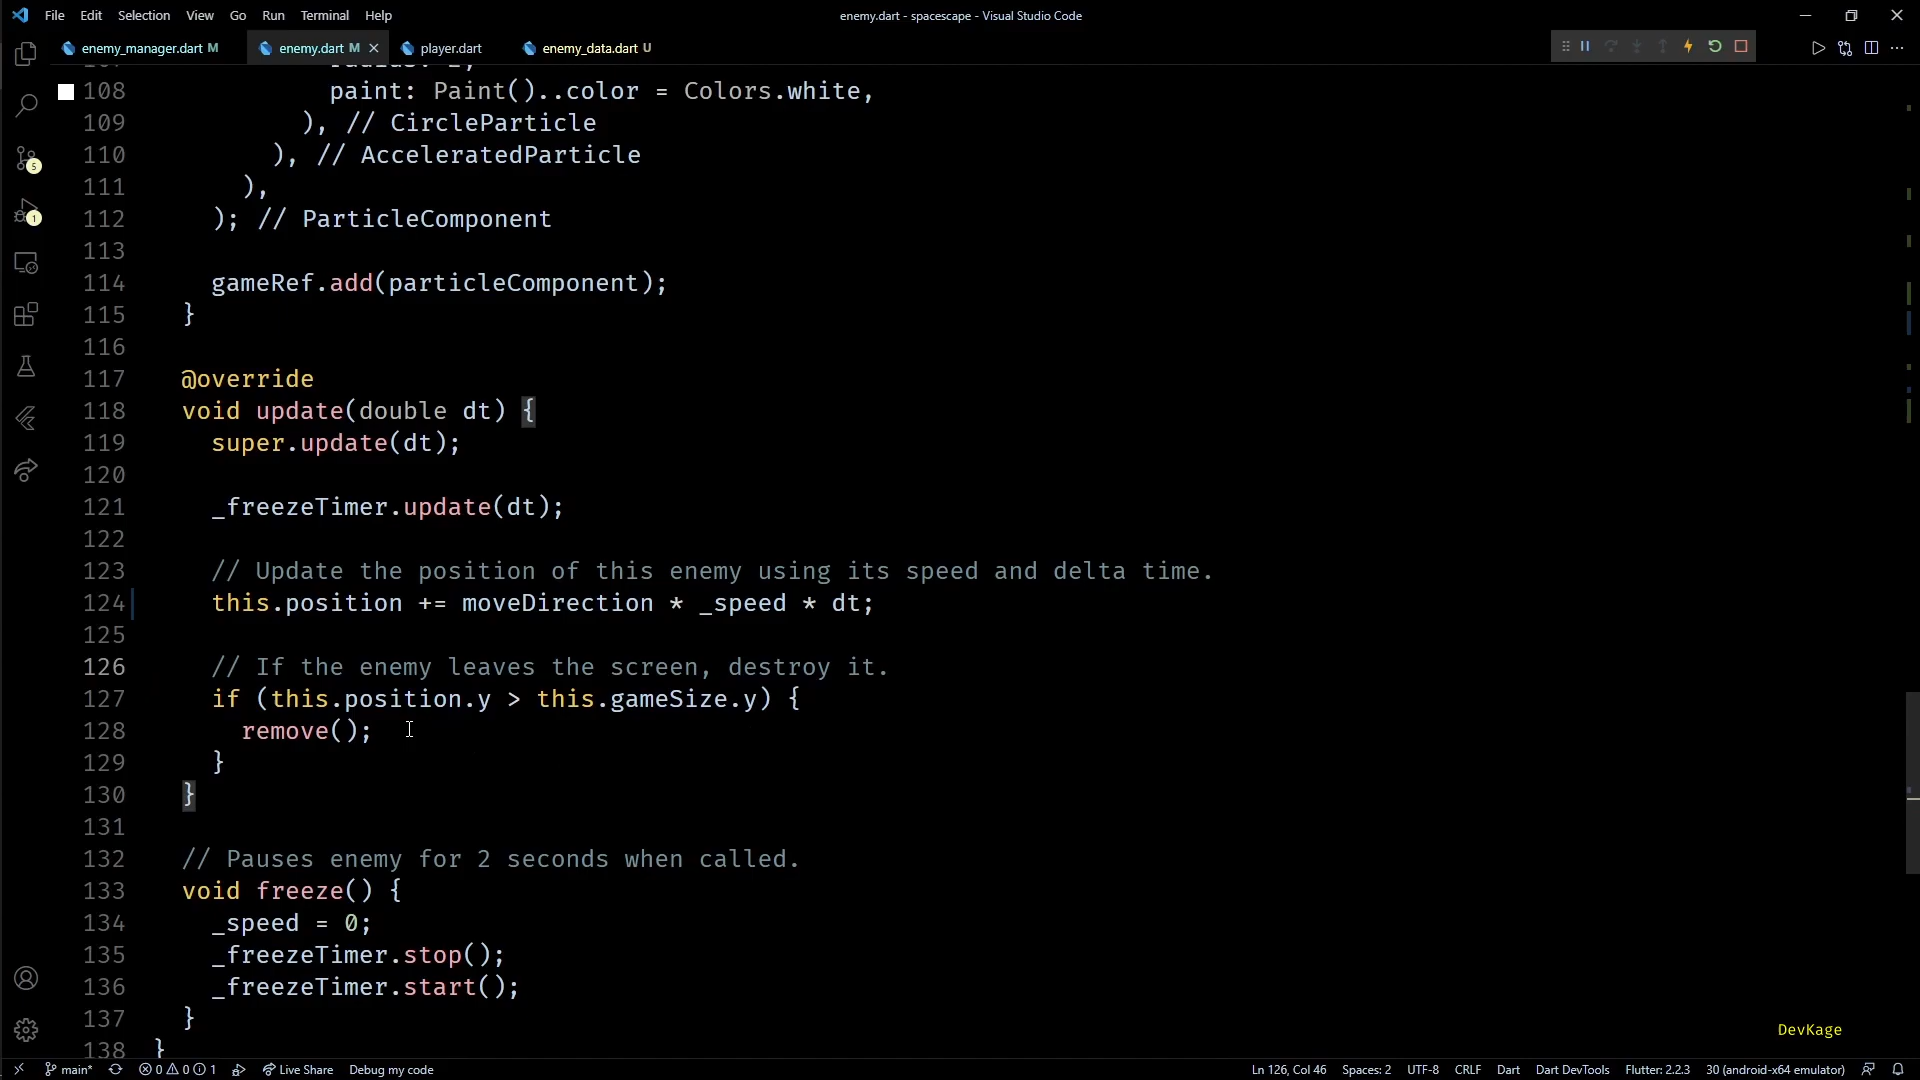 File Edit Selection View Go Run Terminal Help
enemy.dart - spacescape - Visual Studio Code
enemy_manager.dart M
enemy.dart M
player.dart
enemy_data.dart U
108 paint: Paint()..color = Colors.white,
109 ), // CircleParticle
110 ), // AcceleratedParticle
111 ),
112 ); // ParticleComponent
113
114 gameRef.add(particleComponent);
115 }
116
117 @override
118 void update(double dt) {
119 super.update(dt);
120
121 _freezeTimer.update(dt);
122
123 // Update the position of this enemy using its speed and delta time.
124 this.position += moveDirection * _speed * dt;
125
126 // If the enemy leaves the screen, destroy it.
127 if (this.position.y > this.gameSize.y) {
128 remove();
129 }
130 }
131
132 // Pauses enemy for 2 seconds when called.
133 void freeze() {
134 _speed = 0;
135 _freezeTimer.stop();
136 _freezeTimer.start();
137 }
138 }
5
1
DevKage
main* 0 0 1 Live Share Debug my code
Ln 126, Col 46 Spaces: 2 UTF-8 CRLF Dart Dart DevTools Flutter: 2.2.3 30 (android-x64 emulator)